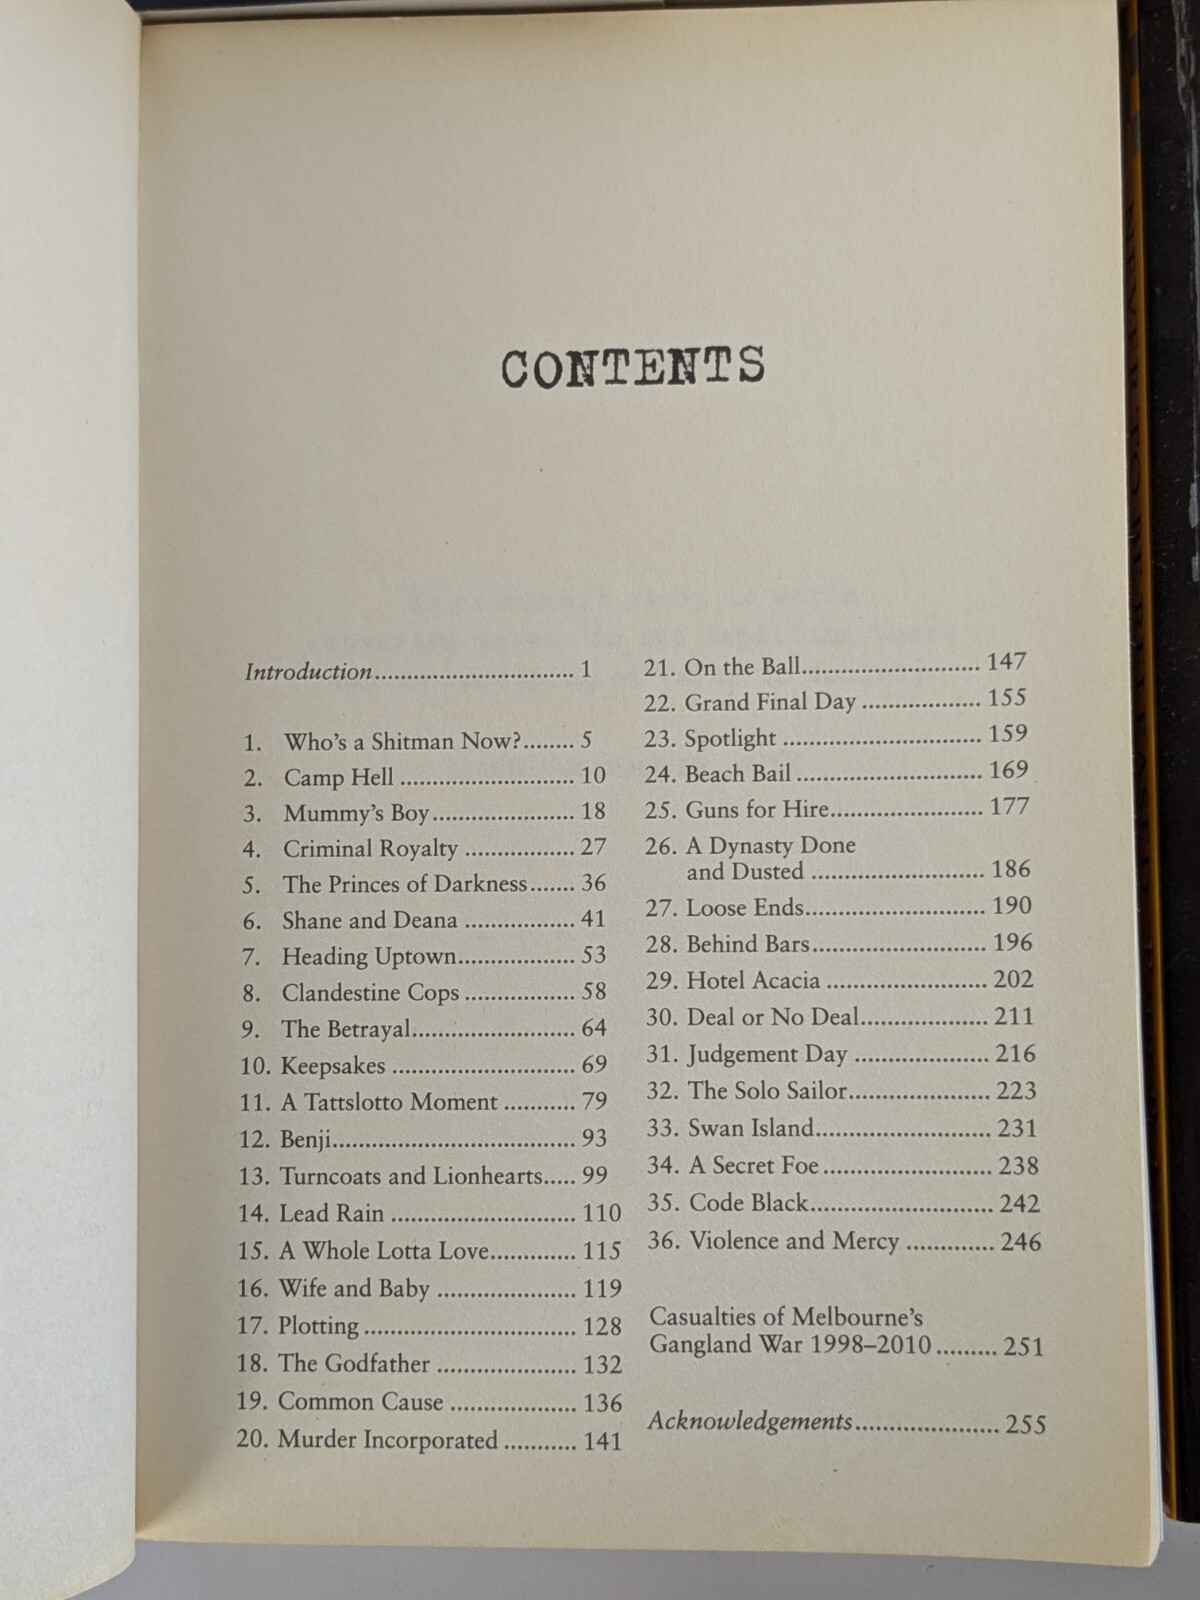 CONTENTS
Introduction............................... 1
1. Who's a Shitman Now?........ 5
2. Camp Hell ........................... 10
3. Mummy's Boy...................... 18
4. Criminal Royalty ................. 27
5. The Princes of Darkness....... 36
6. Shane and Deana ................. 41
7. Heading Uptown.................. 53
8. Clandestine Cops ................. 58
9. The Betrayal......................... 64
10. Keepsakes ............................ 69
11. A Tattslotto Moment ........... 79
12. Benji...................................... 93
13. Turncoats and Lionhearts..... 99
14. Lead Rain ............................. 110
15. A Whole Lotta Love............. 115
16. Wife and Baby ...................... 119
17. Plotting ................................. 128
18. The Godfather ...................... 132
19. Common Cause .................... 136
20. Murder Incorporated ........... 141
21. On the Ball............................ 147
22. Grand Final Day ................... 155
23. Spotlight ............................... 159
24. Beach Bail ............................. 169
25. Guns for Hire........................ 177
26. A Dynasty Done
and Dusted ........................... 186
27. Loose Ends............................ 190
28. Behind Bars........................... 196
29. Hotel Acacia ......................... 202
30. Deal or No Deal.................... 211
31. Judgement Day ..................... 216
32. The Solo Sailor...................... 223
33. Swan Island........................... 231
34. A Secret Foe .......................... 238
35. Code Black............................ 242
36. Violence and Mercy .............. 246
Casualties of Melbourne's
Gangland War 1998–2010 ......... 251
Acknowledgements...................... 255
NEVER TO BE RELEASED